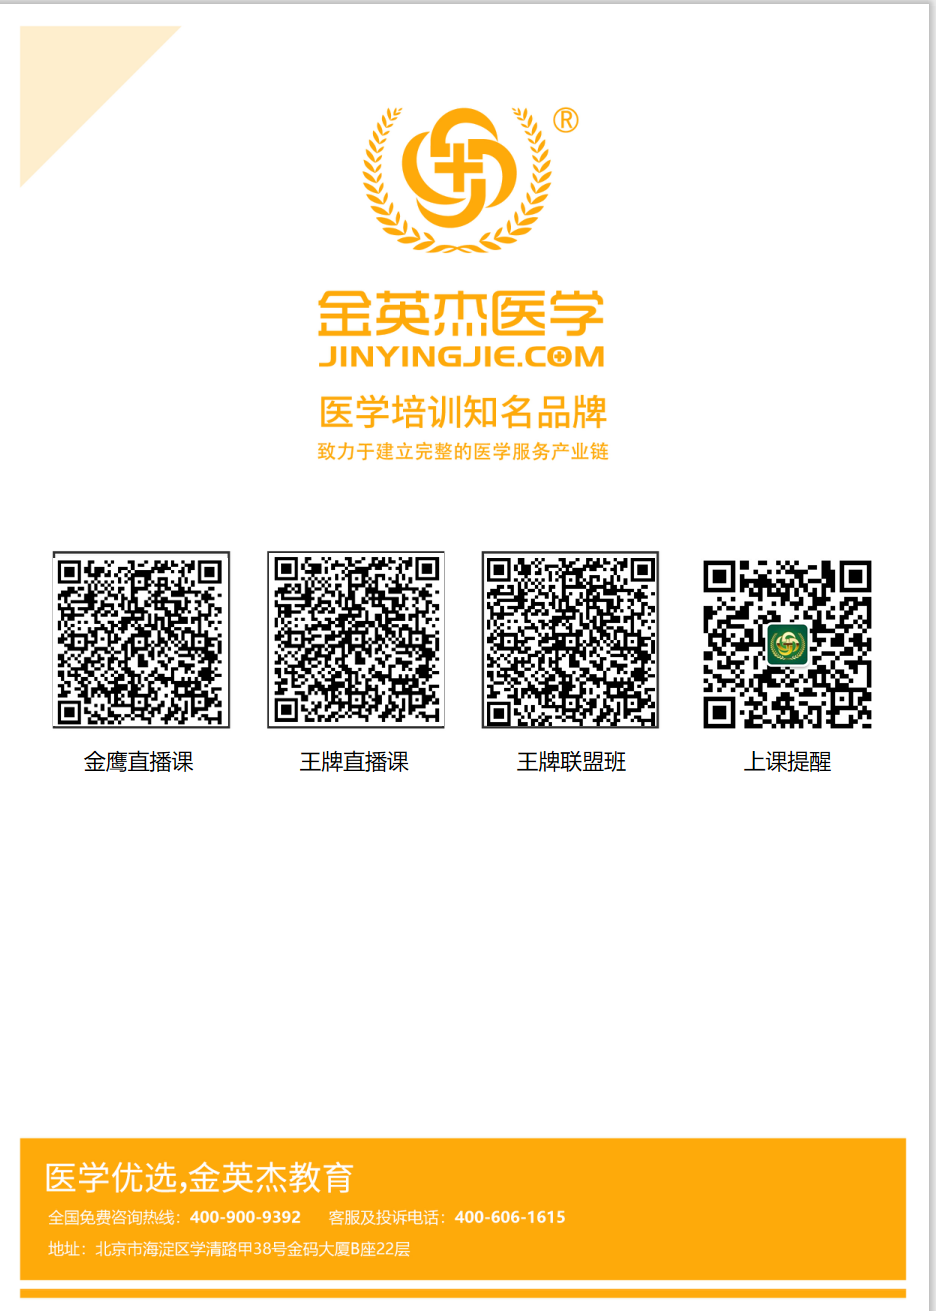 ®
金英杰医学
JINYINGJIE.COM
医学培训知名品牌
致力于建立完整的医学服务产业链
金鹰直播课 王牌直播课 王牌联盟班 上课提醒
医学优选,金英杰教育
全国免费咨询热线：400-900-9392 客服及投诉电话：400-606-1615
地址：北京市海淀区学清路甲38号金码大厦B座22层